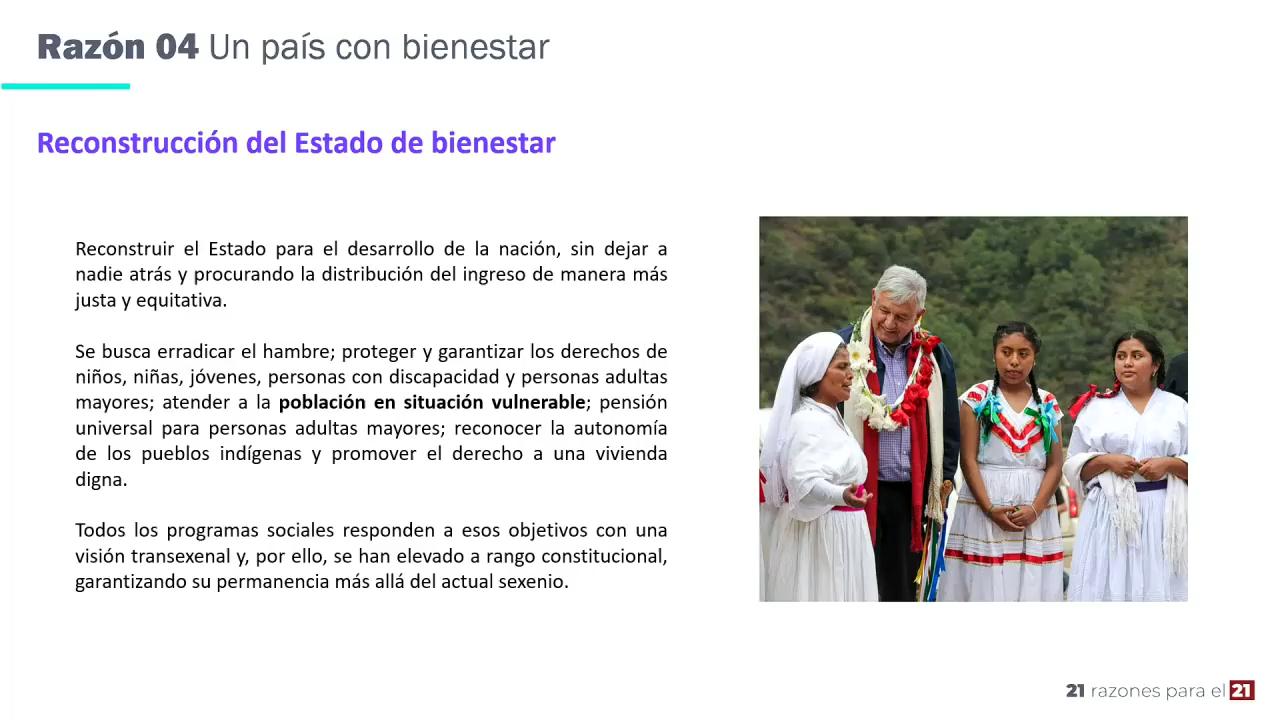 Razón 04 Un país con bienestar
Reconstrucción del Estado de bienestar
Reconstruir el Estado para el desarrollo de la nación, sin dejar a
nadie atrás y procurando la distribución del ingreso de manera más
justa y equitativa.
Se busca erradicar el hambre; proteger y garantizar los derechos de
niños, niñas, jóvenes, personas con discapacidad y personas adultas
mayores; atender a la población en situación vulnerable; pensión
universal para personas adultas mayores; reconocer la autonomía
de los pueblos indígenas y promover el derecho a una vivienda
digna.
Todos los programas sociales responden a esos objetivos con una
visión transexenal y, por ello, se han elevado a rango constitucional,
garantizando su permanencia más allá del actual sexenio.
21 razones para el 21